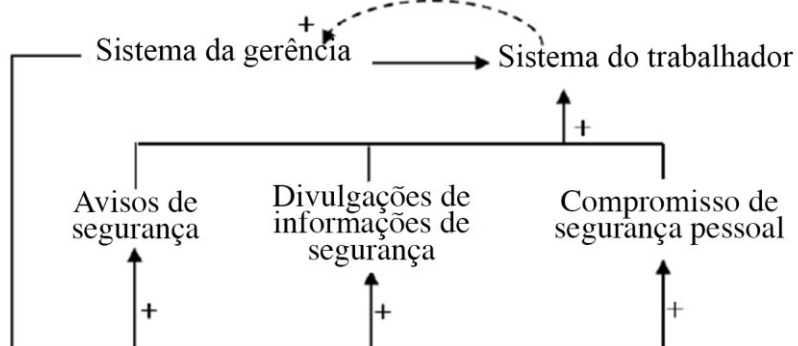 +
Sistema da gerência
Sistema do trabalhador
+
Avisos de
segurança
Divulgações de
informações de
segurança
Compromisso de
segurança pessoal
+
+
+